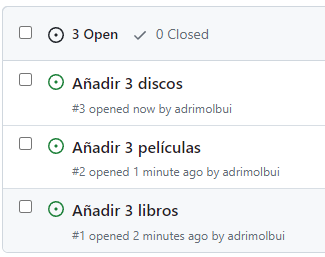 3 Open 0 Closed
Añadir 3 discos
#3 opened now by adrimolbui
Añadir 3 películas
#2 opened 1 minute ago by adrimolbui
Añadir 3 libros
#1 opened 2 minutes ago by adrimolbui